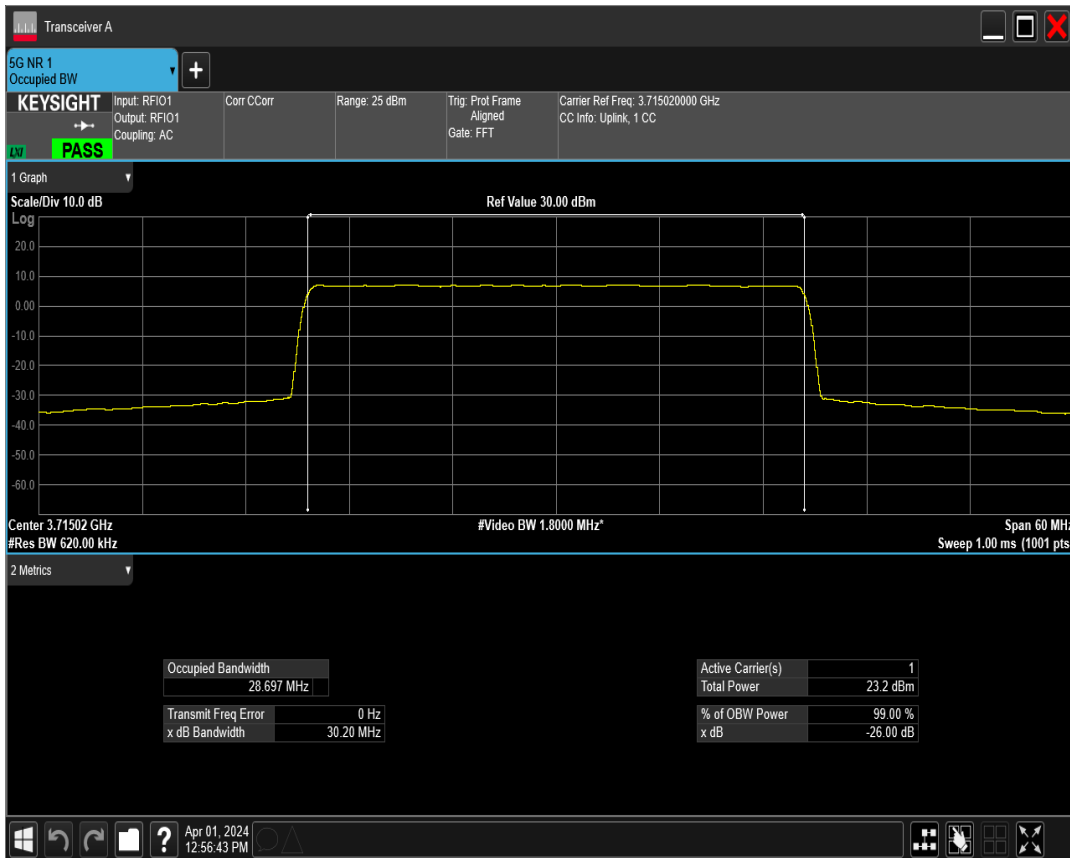 Transceiver A
5G NR 1
Occupied BW
+
KEYSIGHT
LXI
PASS
Input: RFIO1
Output: RFIO1
Coupling: AC
Corr CCorr
Range: 25 dBm
Trig: Prot Frame
Aligned
Gate: FFT
Carrier Ref Freq: 3.715020000 GHz
CC Info: Uplink, 1 CC
1 Graph
Scale/Div 10.0 dB
Ref Value 30.00 dBm
Log
20.0
10.0
0.00
-10.0
-20.0
-30.0
-40.0
-50.0
-60.0
Center 3.71502 GHz
#Video BW 1.8000 MHz*
Span 60 MHz
#Res BW 620.00 kHz
Sweep 1.00 ms (1001 pts
2 Metrics
Occupied Bandwidth
28.697 MHz
Transmit Freq Error 0 Hz
x dB Bandwidth 30.20 MHz
Active Carrier(s) 1
Total Power 23.2 dBm
% of OBW Power 99.00 %
x dB -26.00 dB
?
Apr 01, 2024
12:56:43 PM